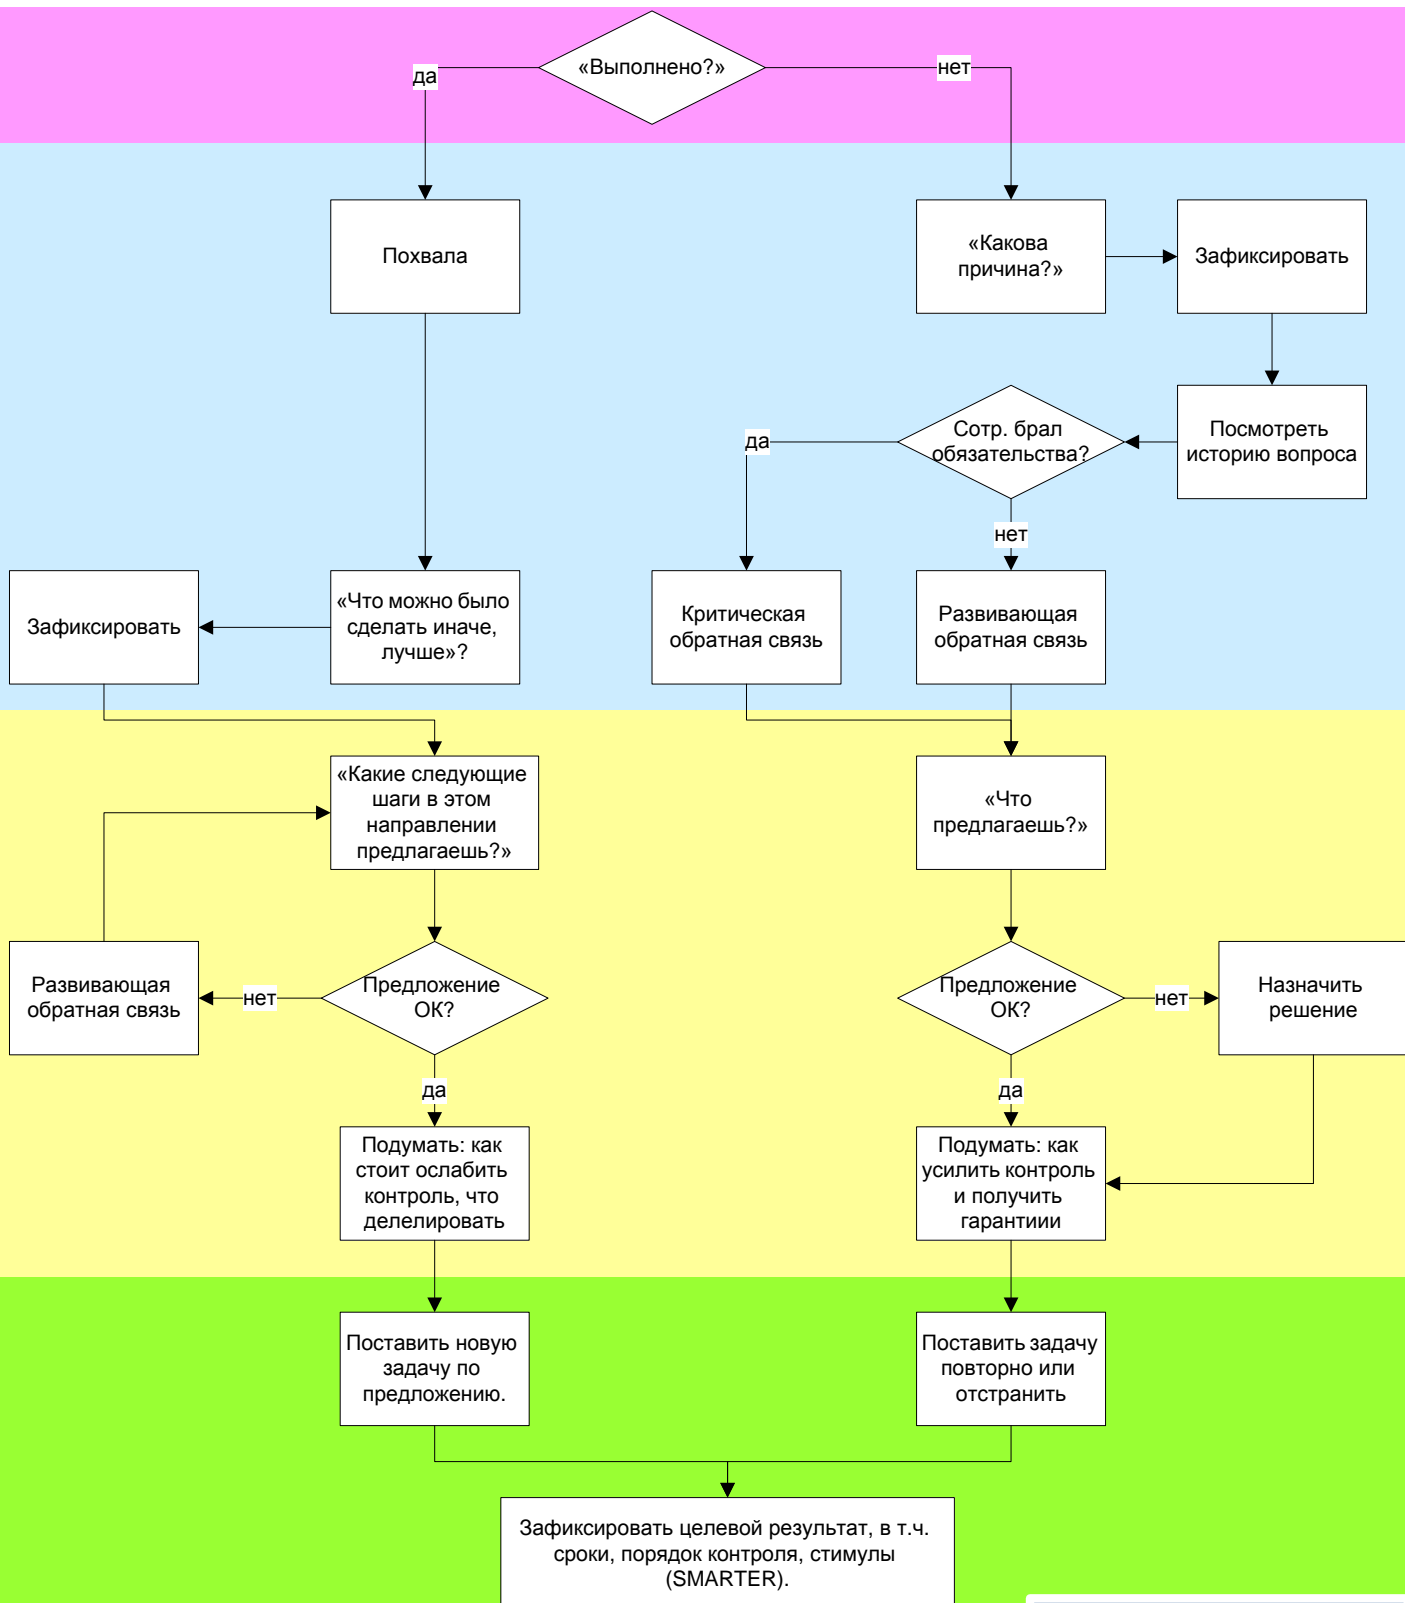 «Выполнено?»
да
нет
Похвала
«Какова
причина?»
Зафиксировать
Сотр. брал
обязательства?
Посмотреть
историю вопроса
да
нет
Зафиксировать
«Что можно было
сделать иначе,
лучше»?
Критическая
обратная связь
Развивающая
обратная связь
«Какие следующие
шаги в этом
направлении
предлагаешь?»
«Что
предлагаешь?»
Развивающая
обратная связь
нет
Предложение
ОК?
Предложение
ОК?
нет
Назначить
решение
да
да
Подумать: как
стоит ослабить
контроль, что
делелировать
Подумать: как
усилить контроль
и получить
гарантиии
Поставить новую
задачу по
предложению.
Поставить задачу
повторно или
отстранить
Зафиксировать целевой результат, в т.ч.
сроки, порядок контроля, стимулы
(SMARTER).